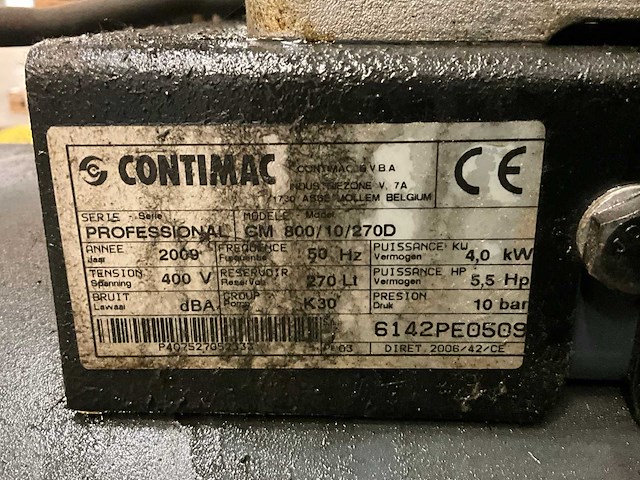 CONTIMAC
CONTIMAC BVBA
INDUSTRIEZONE V, 7A
1730 ASSE MOLLEM BELGIUM
CE
SERIE Serie
PROFESSIONAL
MODELE Model
GM 800/10/270D
ANNEE
Jaar
2009
FREQUENCE
Frequentie
50 Hz
PUISSANCE KW
Vermogen
4,0 kW
TENSION
Spanning
400 V
RESERVOIR
Reservoir
270 Lt
PUISSANCE HP
Vermogen
5,5 Hp
BRUIT
Lawaai
dBA
GROUP
Pomp
K30
PRESION
Druk
10 bar
6142PE0509
03
DIRET. 2006/42/CE